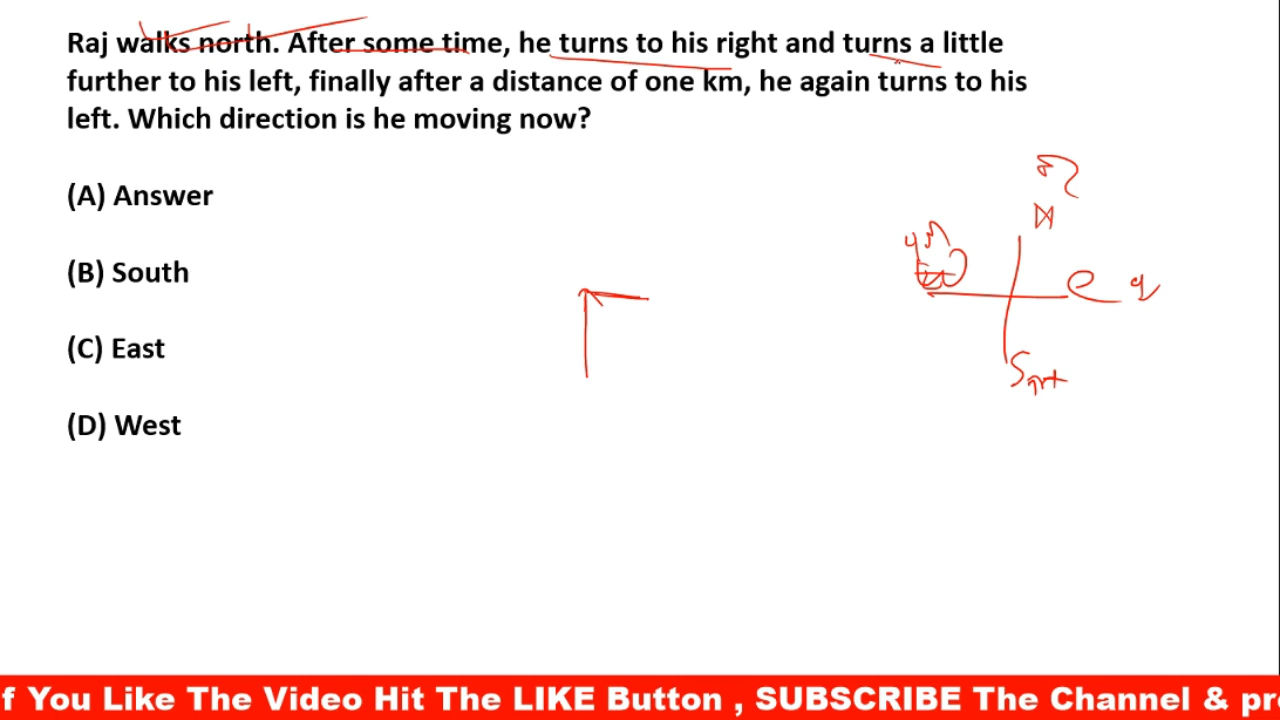 Raj walks north. After some time, he turns to his right and turns a little
further to his left, finally after a distance of one km, he again turns to his
left. Which direction is he moving now?
(A) Answer
(B) South
(C) East
(D) West
N
e
S
f You Like The Video Hit The LIKE Button , SUBSCRIBE The Channel & pr